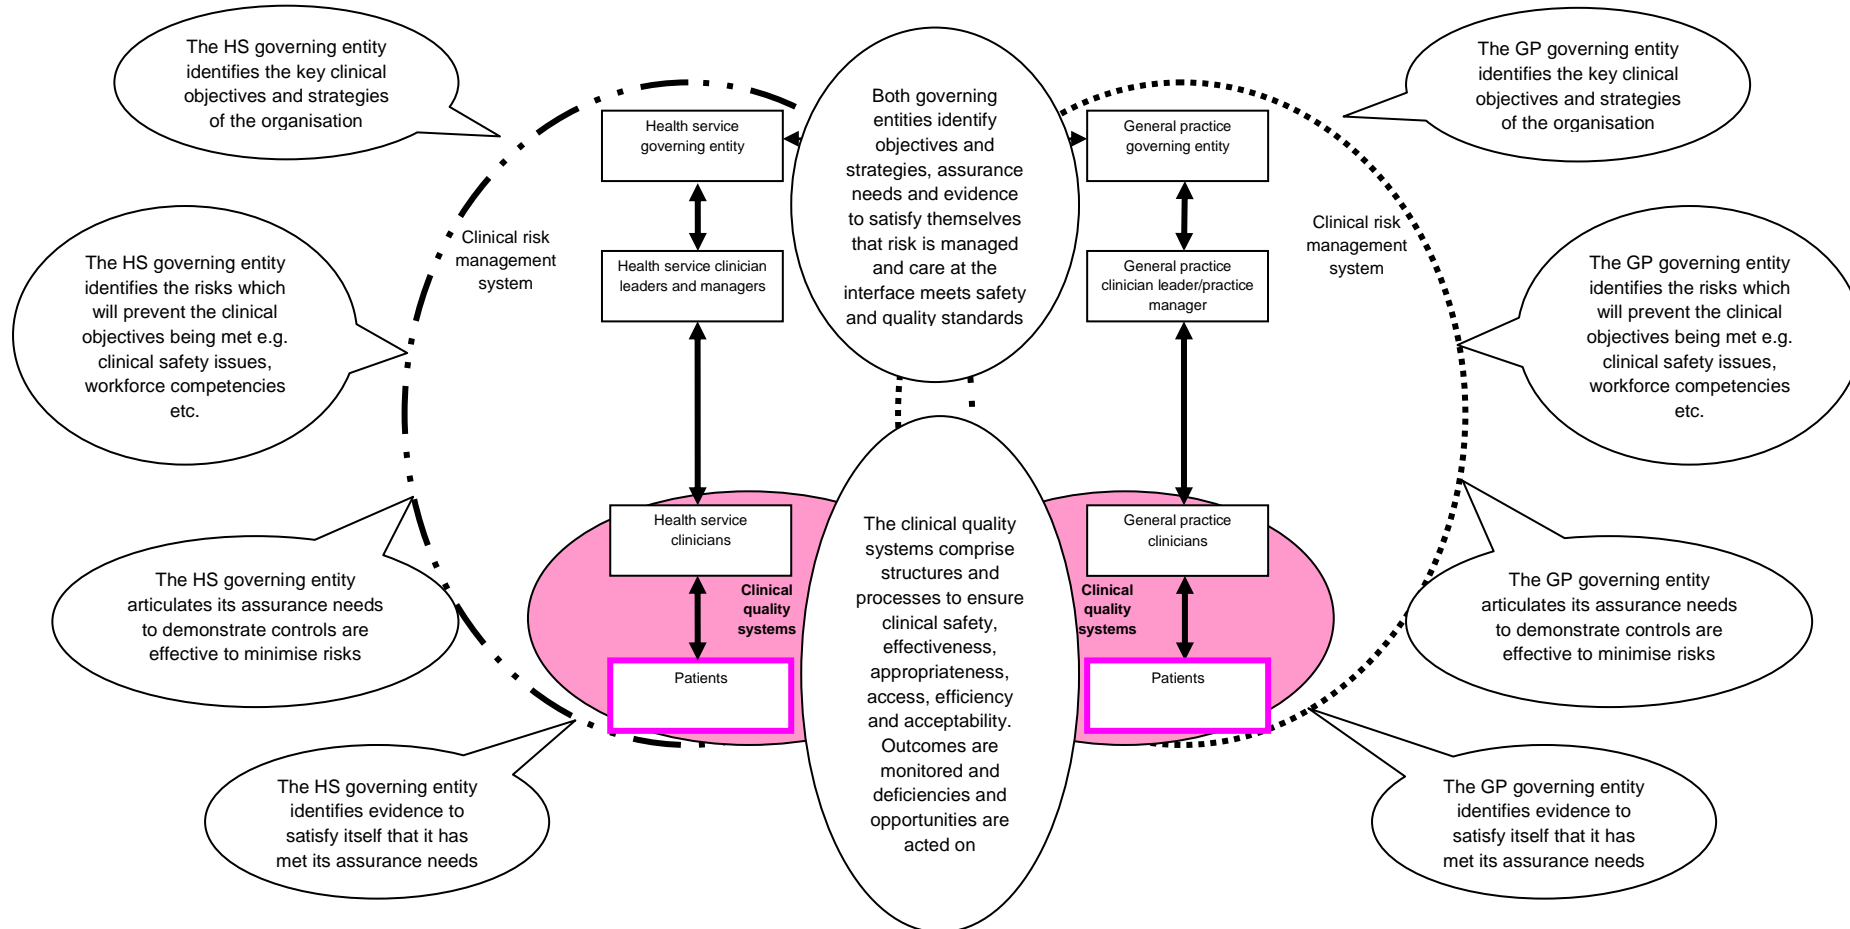 The HS governing entity
identifies the key clinical
objectives and strategies
of the organisation
The GP governing entity
identifies the key clinical
objectives and strategies
of the organisation
Both governing
entities identify
objectives and
strategies, assurance
needs and evidence
to satisfy themselves
that risk is managed
and care at the
interface meets safety
and quality standards
Health service
governing entity
General practice
governing entity
Clinical risk
management
system
Clinical risk
management
system
The HS governing entity
identifies the risks which
will prevent the clinical
objectives being met e.g.
clinical safety issues,
workforce competencies
etc.
Health service clinician
leaders and managers
General practice
clinician leader/practice
manager
The GP governing entity
identifies the risks which
will prevent the clinical
objectives being met e.g.
clinical safety issues,
workforce competencies
etc.
Health service
clinicians
The clinical quality
systems comprise
structures and
processes to ensure
clinical safety,
effectiveness,
appropriateness,
access, efficiency
and acceptability.
Outcomes are
monitored and
deficiencies and
opportunities are
acted on
General practice
clinicians
The HS governing entity
articulates its assurance needs
to demonstrate controls are
effective to minimise risks
Clinical
quality
systems
Clinical
quality
systems
The GP governing entity
articulates its assurance needs
to demonstrate controls are
effective to minimise risks
Patients
Patients
The HS governing entity
identifies evidence to
satisfy itself that it has
met its assurance needs
The GP governing entity
identifies evidence to
satisfy itself that it has
met its assurance needs